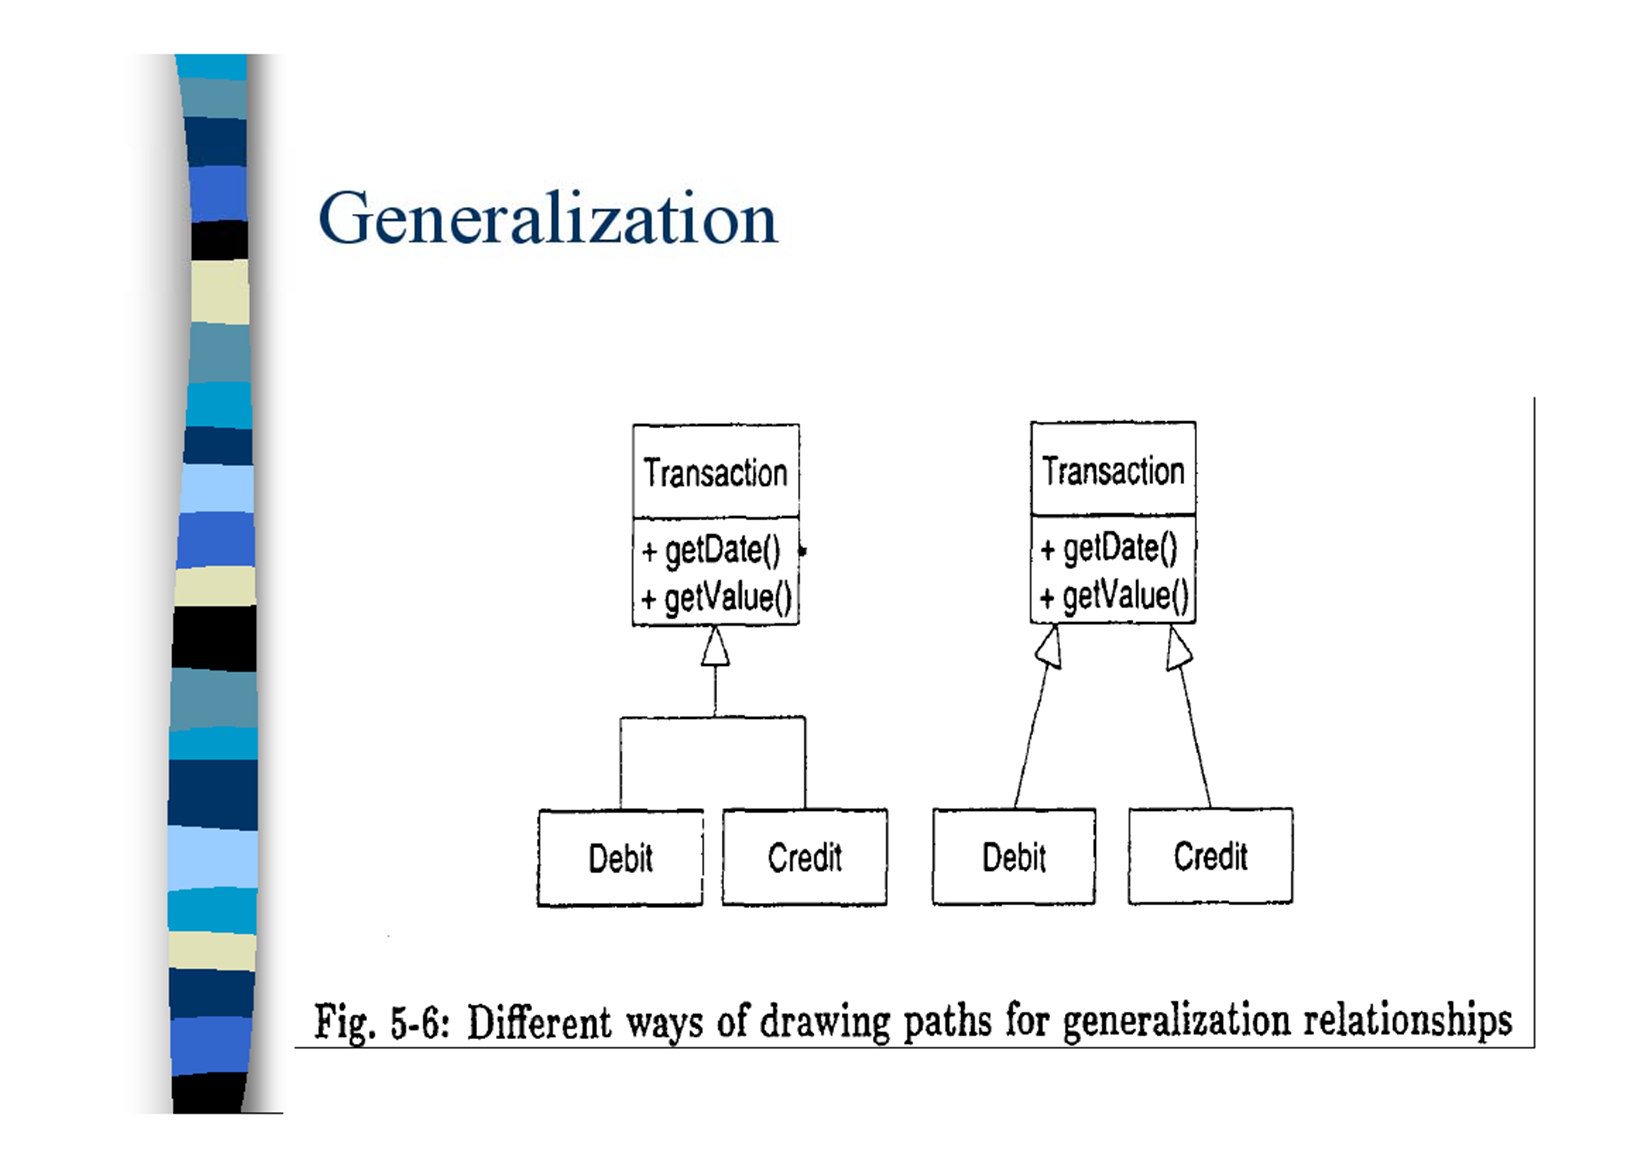 Generalization
Transaction
+ getDate()
+ getValue()
Debit
Credit
Transaction
+ getDate()
+ getValue()
Debit
Credit
Fig. 5-6: Different ways of drawing paths for generalization relationships